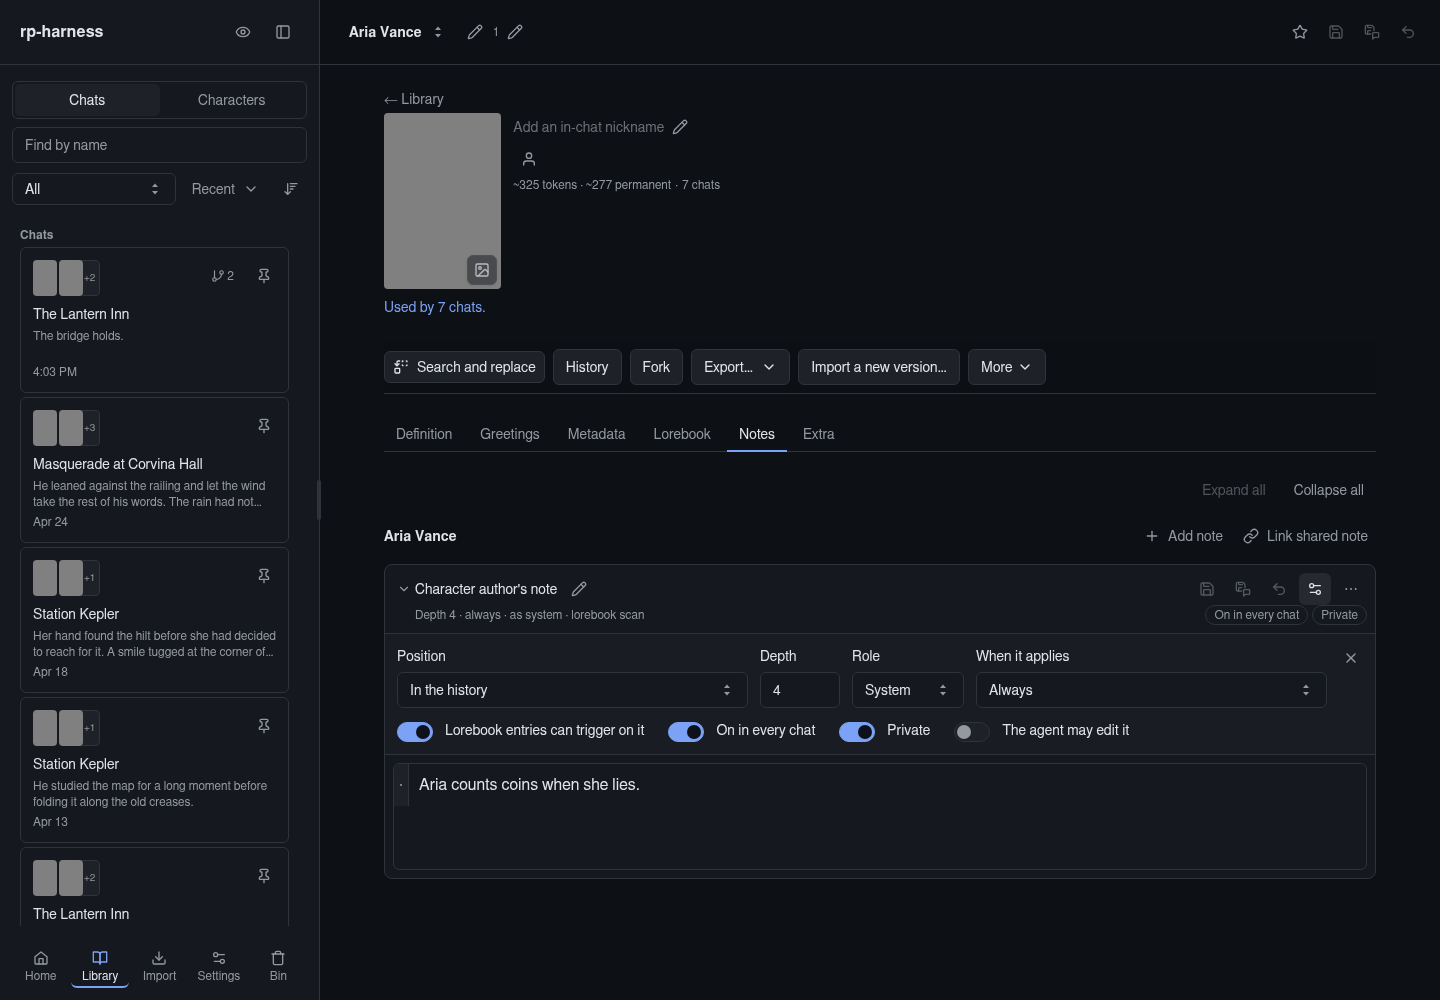 rp-harness
Chats
Characters
Find by name
All
Recent
Chats
+2
2
The Lantern Inn
The bridge holds.
4:03 PM
+3
Masquerade at Corvina Hall
He leaned against the railing and let the wind
take the rest of his words. The rain had not...
Apr 24
+1
Station Kepler
Her hand found the hilt before she had decided
to reach for it. A smile tugged at the corner of...
Apr 18
+1
Station Kepler
He studied the map for a long moment before
folding it along the old creases.
Apr 13
+2
The Lantern Inn
Home
Library
Import
Settings
Bin
Aria Vance
1
← Library
Add an in-chat nickname
~325 tokens · ~277 permanent · 7 chats
Used by 7 chats.
Search and replace
History
Fork
Export...
Import a new version...
More
Definition
Greetings
Metadata
Lorebook
Notes
Extra
Expand all
Collapse all
Aria Vance
Add note
Link shared note
Character author's note
Depth 4 · always · as system · lorebook scan
On in every chat
Private
Position
Depth
Role
When it applies
In the history
4
System
Always
Lorebook entries can trigger on it
On in every chat
Private
The agent may edit it
Aria counts coins when she lies.